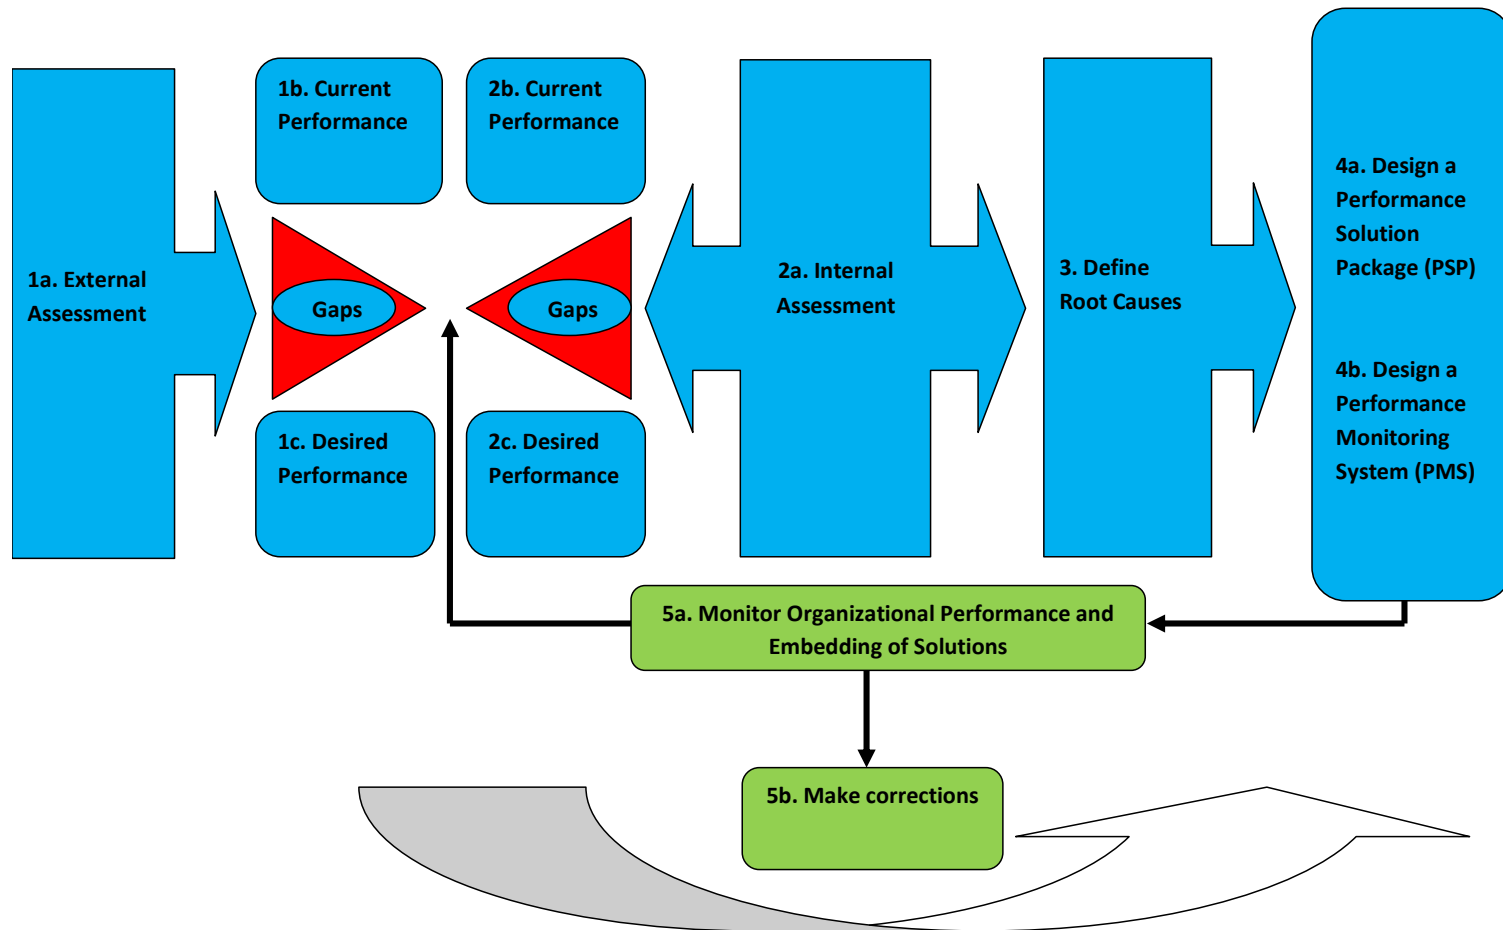 1a. External
Assessment
1b. Current
Performance
2b. Current
Performance
Gaps
Gaps
1c. Desired
Performance
2c. Desired
Performance
2a. Internal
Assessment
3. Define
Root Causes
4a. Design a
Performance
Solution
Package (PSP)
4b. Design a
Performance
Monitoring
System (PMS)
5a. Monitor Organizational Performance and
Embedding of Solutions
5b. Make corrections